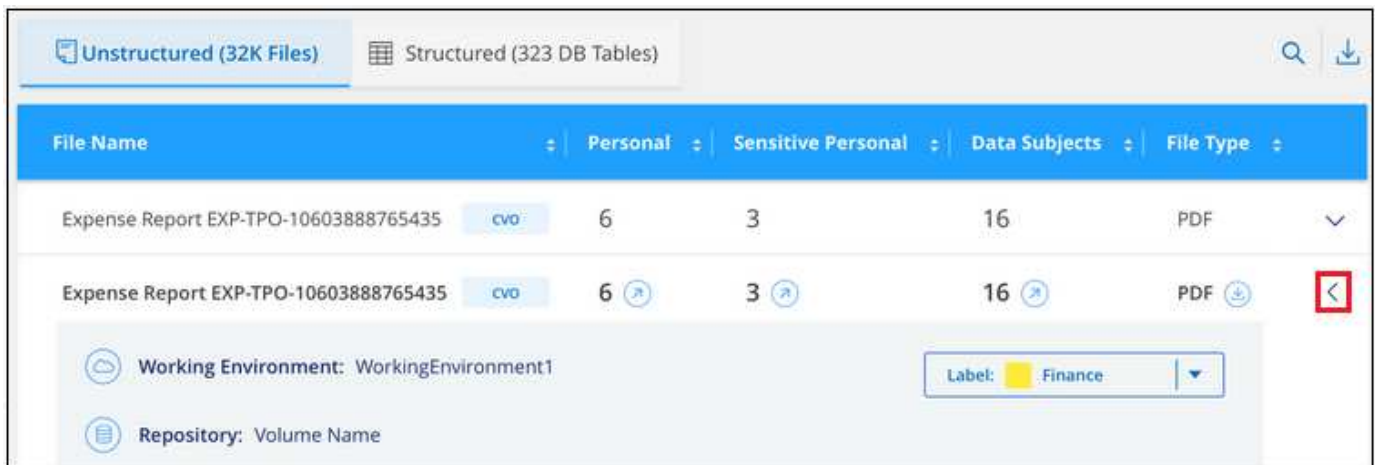 Unstructured (32K Files) Structured (323 DB Tables)
File Name Personal Sensitive Personal Data Subjects File Type
Expense Report EXP-TPO-10603888765435 CVO 6 3 16 PDF
Expense Report EXP-TPO-10603888765435 CVO 6 3 16 PDF
Working Environment: WorkingEnvironment1 Label: Finance
Repository: Volume Name